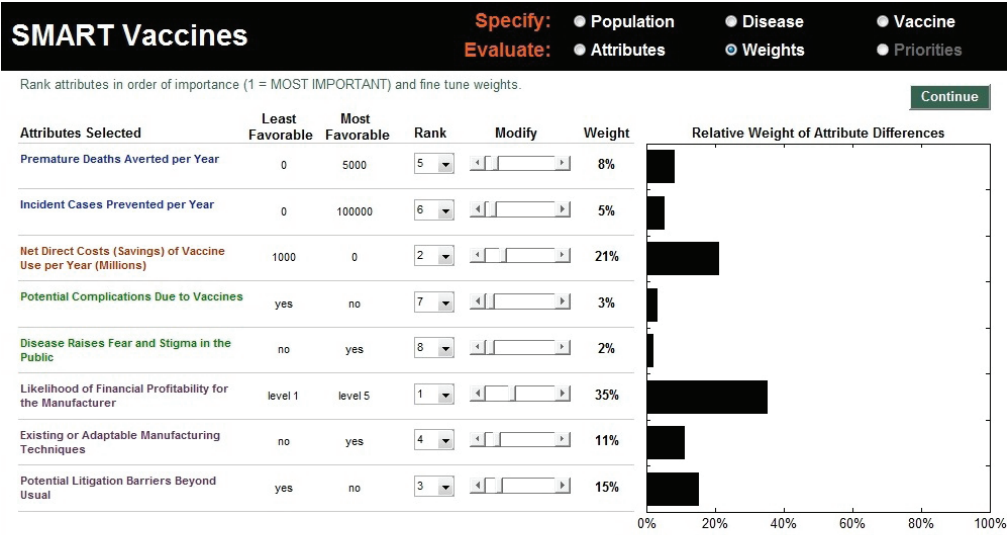 SMART Vaccines
Specify: Population Disease Vaccine
Evaluate: Attributes Weights Priorities
Rank attributes in order of importance (1 = MOST IMPORTANT) and fine tune weights.
Continue
Attributes Selected Least Favorable Most Favorable Rank Modify Weight Relative Weight of Attribute Differences
Premature Deaths Averted per Year 0 5000 5 8%
Incident Cases Prevented per Year 0 100000 6 5%
Net Direct Costs (Savings) of Vaccine
Use per Year (Millions) 1000 0 2 21%
Potential Complications Due to Vaccines yes no 7 3%
Disease Raises Fear and Stigma in the
Public no yes 8 2%
Likelihood of Financial Profitability for
the Manufacturer level 1 level 5 1 35%
Existing or Adaptable Manufacturing
Techniques no yes 4 11%
Potential Litigation Barriers Beyond
Usual yes no 3 15%
0% 20% 40% 60% 80% 100%